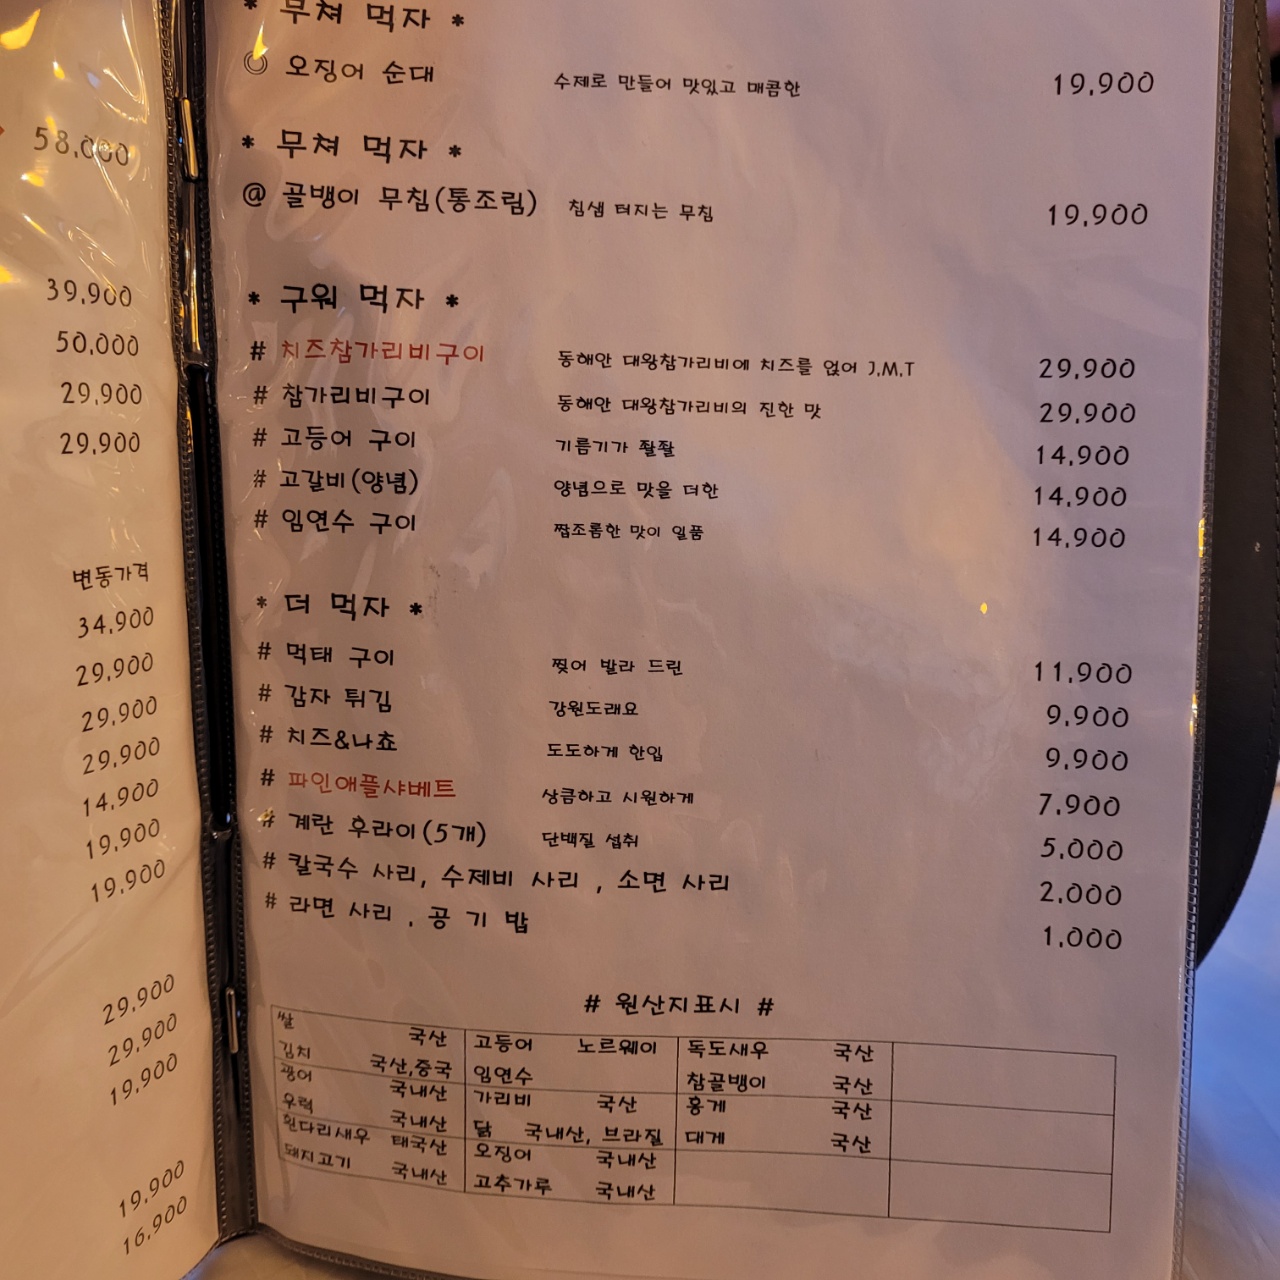 58,000
39,900
50,000
29,900
29,900
변동가격
34,900
29,900
29,900
29,900
14,900
19,900
19,900
29,900
29,900
19,900
19,900
16,900
* 무쳐 먹자 *
◎ 오징어 순대 수제로 만들어 맛있고 매콤한 19,900
* 무쳐 먹자 *
@ 골뱅이 무침(통조림) 침샘 터지는 무침 19,900
* 구워 먹자 *
# 치즈참가리비구이 동해안 대왕참가리비에 치즈를 얹어 J.M.T 29,900
# 참가리비구이 동해안 대왕참가리비의 진한 맛 29,900
# 고등어 구이 기름기가 좔좔 14,900
# 고갈비(양념) 양념으로 맛을 더한 14,900
# 임연수 구이 짭조롬한 맛이 일품 14,900
* 더 먹자 *
# 먹태 구이 찢어 발라 드린 11,900
# 감자 튀김 강원도래요 9,900
# 치즈&나쵸 도도하게 한입 9,900
# 파인애플샤베트 상큼하고 시원하게 7,900
# 계란 후라이(5개) 단백질 섭취 5,000
# 칼국수 사리, 수제비 사리 , 소면 사리 2,000
# 라면 사리 , 공 기 밥 1,000
# 원산지표시 #
쌀 국산 고등어 노르웨이 독도새우 국산
김치 국산,중국 임연수 참골뱅이 국산
광어 국내산 가리비 국산 홍게 국산
우럭 국내산 닭 국내산, 브라질 대게 국산
흰다리새우 태국산 오징어 국내산
돼지고기 국내산 고추가루 국내산